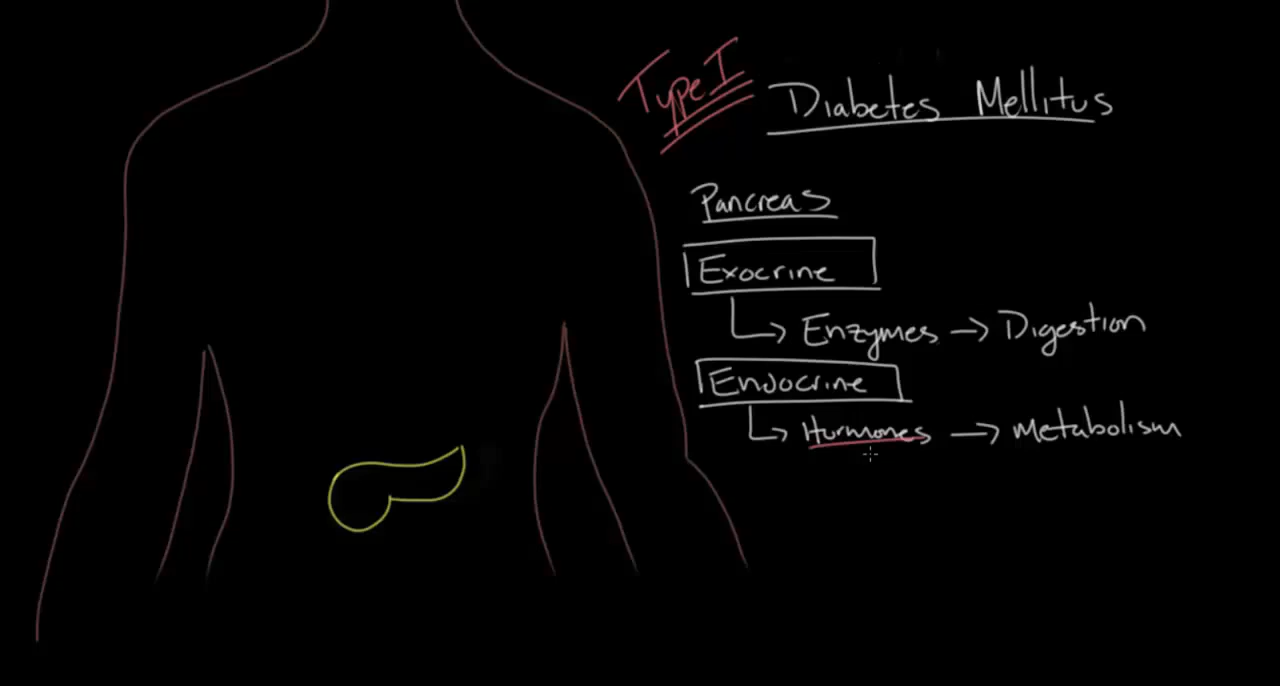 Type I Diabetes Mellitus
Pancreas
Exocrine
↳ Enzymes → Digestion
Endocrine
↳ Hormones → Metabolism